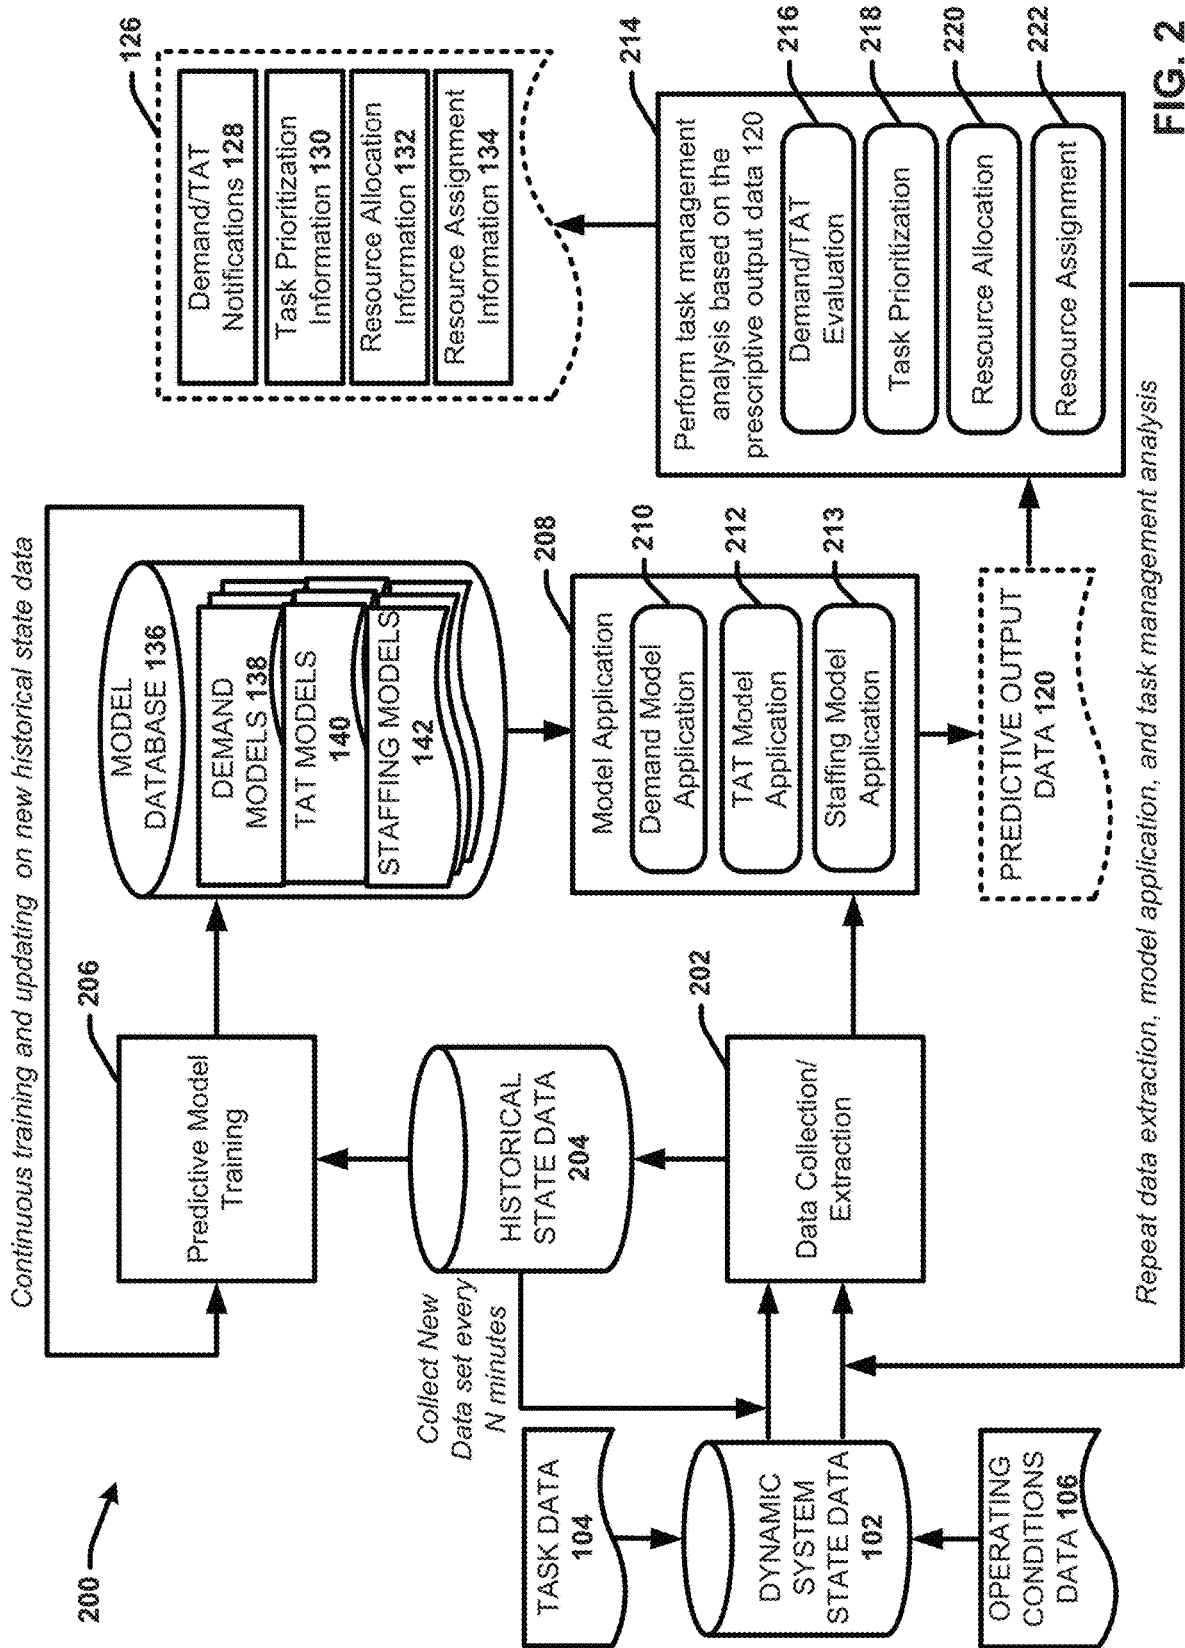 200
Continuous training and updating on new historical state data
206
Predictive Model
Training
MODEL
DATABASE 136
DEMAND
MODELS 138
TAT MODELS
140
STAFFING MODELS
142
126
Demand/TAT
Notifications 128
Task Prioritization
Information 130
Resource Allocation
Information 132
Resource Assignment
Information 134
Collect New
Data set every
N minutes
HISTORICAL
STATE DATA
204
TASK DATA
104
DYNAMIC
SYSTEM
STATE DATA
102
OPERATING
CONDITIONS
DATA 106
202
Data Collection/
Extraction
208
Model Application
Demand Model
Application
210
TAT Model
Application
212
Staffing Model
Application
213
PREDICTIVE OUTPUT
DATA 120
214
Perform task management
analysis based on the
prescriptive output data 120
Demand/TAT
Evaluation
216
Task Prioritization
218
Resource Allocation
220
Resource Assignment
222
Repeat data extraction, model application, and task management analysis
FIG. 2